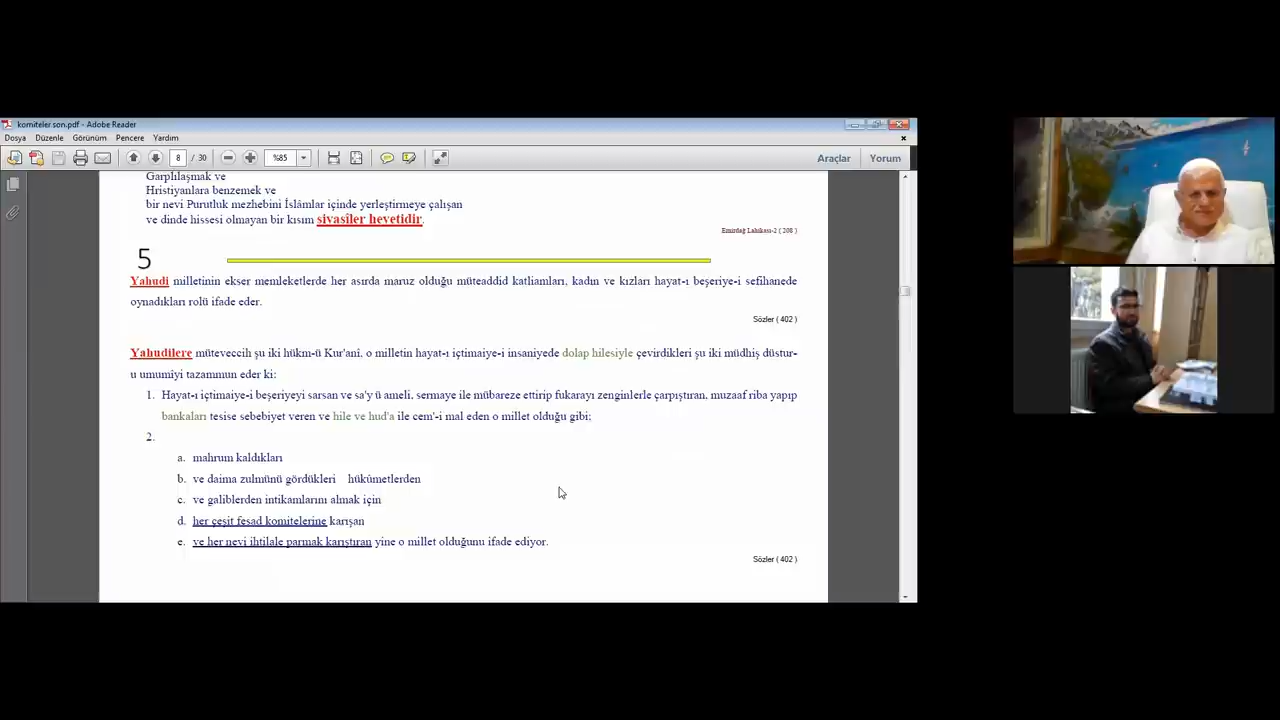 komiteler son.pdf - Adobe Reader
Dosya Düzenle Görünüm Pencere Yardım
8 / 30 %85 Araçlar Yorum
Garplılaşmak ve
Hristiyanlara benzemek ve
bir nevi Purutluk mezhebini İslâmlar içinde yerleştirmeye çalışan
ve dinde hissesi olmayan bir kısım siyasîler heyetidir.
Emirdağ Lahikası-2 ( 208 )
5
Yahudi milletinin ekser memleketlerde her asırda maruz olduğu müteaddid katliamları, kadın ve kızları hayat-ı beşeriye-i sefihanede
oynadıkları rolü ifade eder.
Sözler ( 402 )
Yahudilere müteveccih şu iki hükm-ü Kur'anî, o milletin hayat-ı içtimaiye-i insaniyede dolap hilesiyle çevirdikleri şu iki müdhiş düstur-
u umumîyi tazammun eder ki:
1. Hayat-ı içtimaiye-i beşeriyeyi sarsan ve sa'y ü ameli, sermaye ile mübareze ettirip fukarayı zenginlerle çarpıştıran, muzaaf riba yapıp
bankaları tesise sebebiyet veren ve hile ve hud'a ile cem'-i mal eden o millet olduğu gibi;
2.
a. mahrum kaldıkları
b. ve daima zulmünü gördükleri hükûmetlerden
c. ve galiblerden intikamlarını almak için
d. her çeşit fesad komitelerine karışan
e. ve her nevi ihtilale parmak karıştıran yine o millet olduğunu ifade ediyor.
Sözler ( 402 )